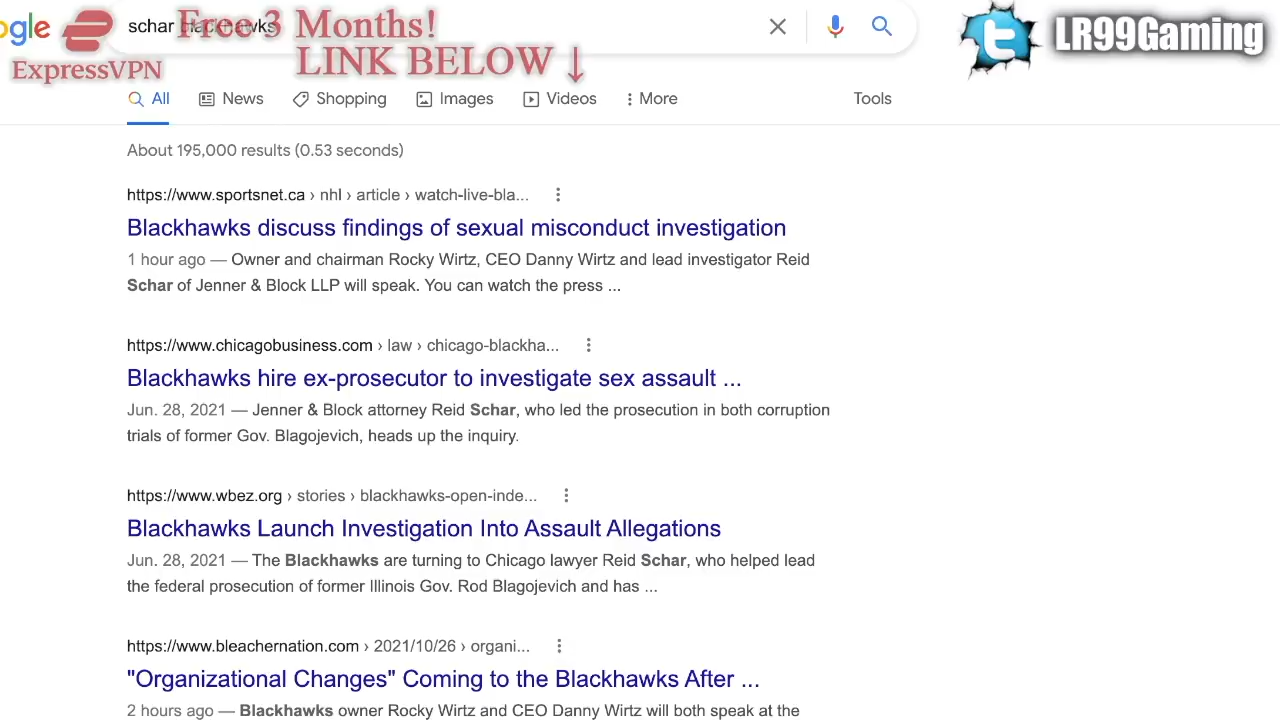 ogle
schar blackhawks
Free 3 Months!
LINK BELOW ↓
ExpressVPN
LR99Gaming
All News Shopping Images Videos More Tools
About 195,000 results (0.53 seconds)
https://www.sportsnet.ca › nhl › article › watch-live-bla...
Blackhawks discuss findings of sexual misconduct investigation
1 hour ago — Owner and chairman Rocky Wirtz, CEO Danny Wirtz and lead investigator Reid
Schar of Jenner & Block LLP will speak. You can watch the press ...
https://www.chicagobusiness.com › law › chicago-blackha...
Blackhawks hire ex-prosecutor to investigate sex assault ...
Jun. 28, 2021 — Jenner & Block attorney Reid Schar, who led the prosecution in both corruption
trials of former Gov. Blagojevich, heads up the inquiry.
https://www.wbez.org › stories › blackhawks-open-inde...
Blackhawks Launch Investigation Into Assault Allegations
Jun. 28, 2021 — The Blackhawks are turning to Chicago lawyer Reid Schar, who helped lead
the federal prosecution of former Illinois Gov. Rod Blagojevich and has ...
https://www.bleachernation.com › 2021/10/26 › organi...
"Organizational Changes" Coming to the Blackhawks After ...
2 hours ago — Blackhawks owner Rocky Wirtz and CEO Danny Wirtz will both speak at the